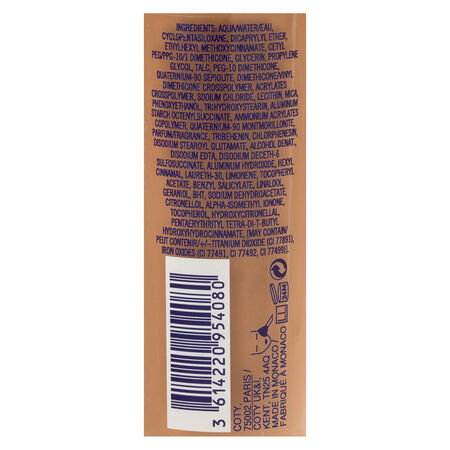 INGREDIENTS: AQUA/WATER/EAU,
CYCLOPENTASILOXANE, DICAPRYLYL ETHER,
ETHYLHEXYL METHOXYCINNAMATE, CETYL
PEG/PPG-10/1 DIMETHICONE, GLYCERIN, PROPYLENE
GLYCOL, TALC, PEG-10 DIMETHICONE,
QUATERNIUM-90 SEPIOLITE, DIMETHICONE/VINYL
DIMETHICONE CROSSPOLYMER, ACRYLATES
CROSSPOLYMER, SODIUM CHLORIDE, LECITHIN, MICA,
PHENOXYETHANOL, TRIHYDROXYSTEARIN, ALUMINUM
STARCH OCTENYLSUCCINATE, AMMONIUM ACRYLATES
COPOLYMER, QUATERNIUM-90 MONTMORILLONITE,
PARFUM/FRAGRANCE, TRIBEHENIN, CHLORPHENESIN,
DISODIUM STEAROYL GLUTAMATE, ALCOHOL DENAT.,
DISODIUM EDTA, DISODIUM DECETH-6
SULFOSUCCINATE, ALUMINUM HYDROXIDE, HEXYL
CINNAMAL, LAURETH-30, LIMONENE, TOCOPHERYL
ACETATE, BENZYL SALICYLATE, LINALOOL,
GERANIOL, BHT, SODIUM DEHYDROACETATE,
CITRONELLOL, ALPHA-ISOMETHYL IONONE,
TOCOPHEROL, HYDROXYCITRONELLAL,
PENTAERYTHRITYL TETRA-DI-T-BUTYL
HYDROXYHYDROCINNAMATE, [MAY CONTAIN/
PEUT CONTENIR/+/-:TITANIUM DIOXIDE (CI 77891),
IRON OXIDES (CI 77491, CI 77492, CI 77499)].
3 614220 954080
24M
COTY,
75002 PARIS /
COTY UK&I,
KENT, TN25 4AQ
MADE IN MONACO /
FABRIQUÉ À MONACO